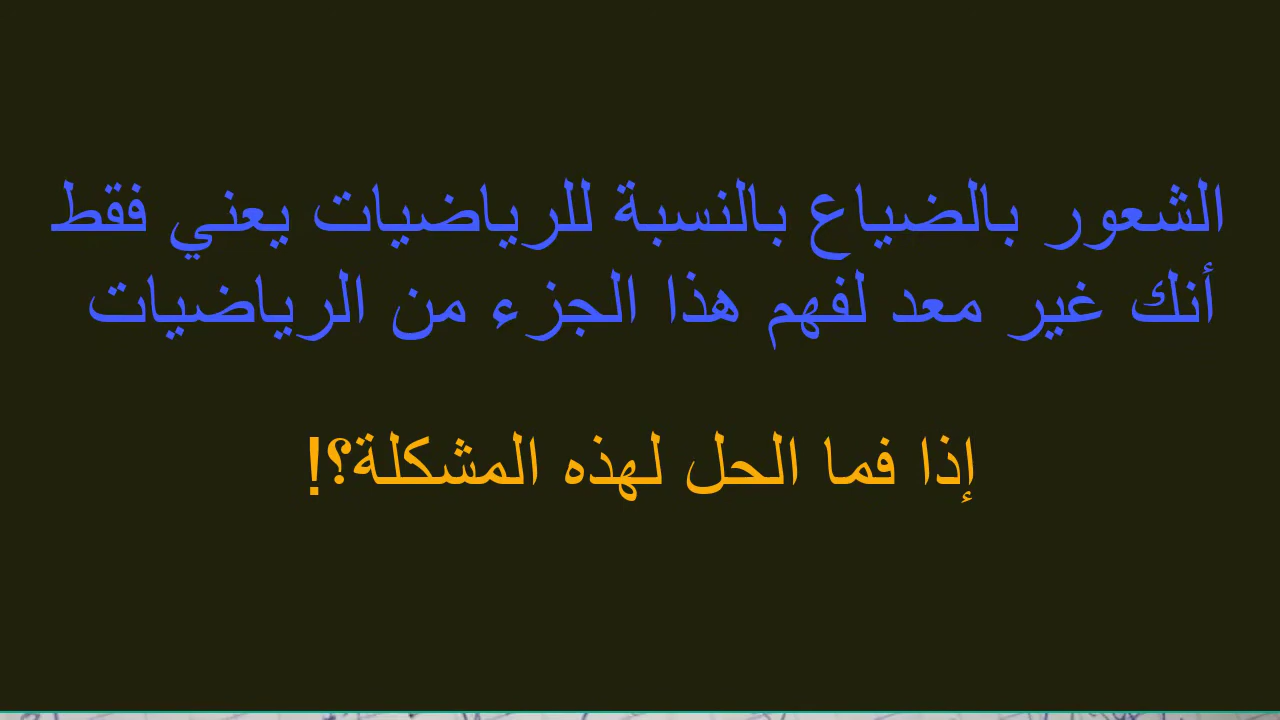 الشعور بالضياع بالنسبة للرياضيات يعني فقط
أنك غير معد لفهم هذا الجزء من الرياضيات
إذا فما الحل لهذه المشكلة؟!